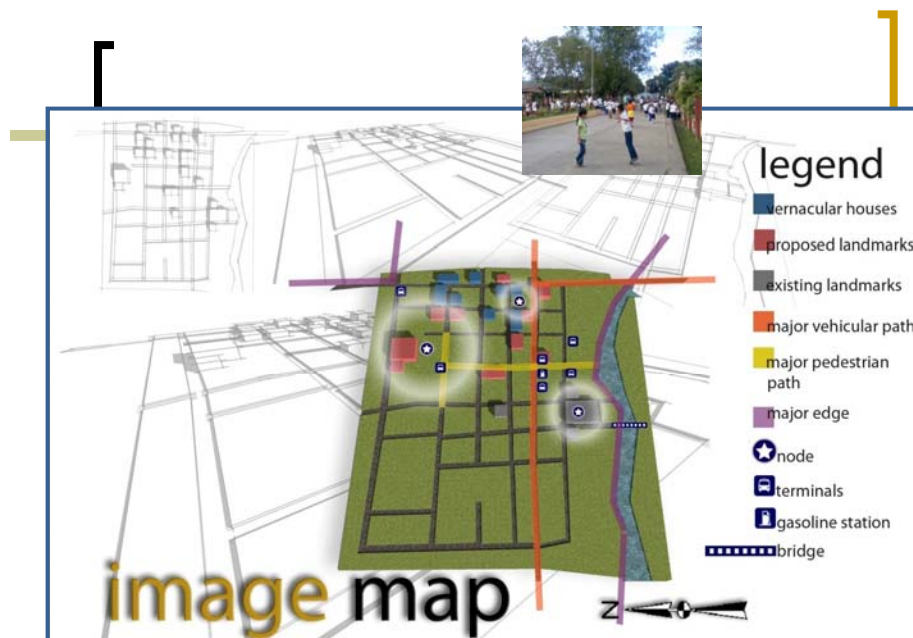 legend
vernacular houses
proposed landmarks
existing landmarks
major vehicular path
major pedestrian
path
major edge
node
terminals
gasoline station
bridge
image map
N